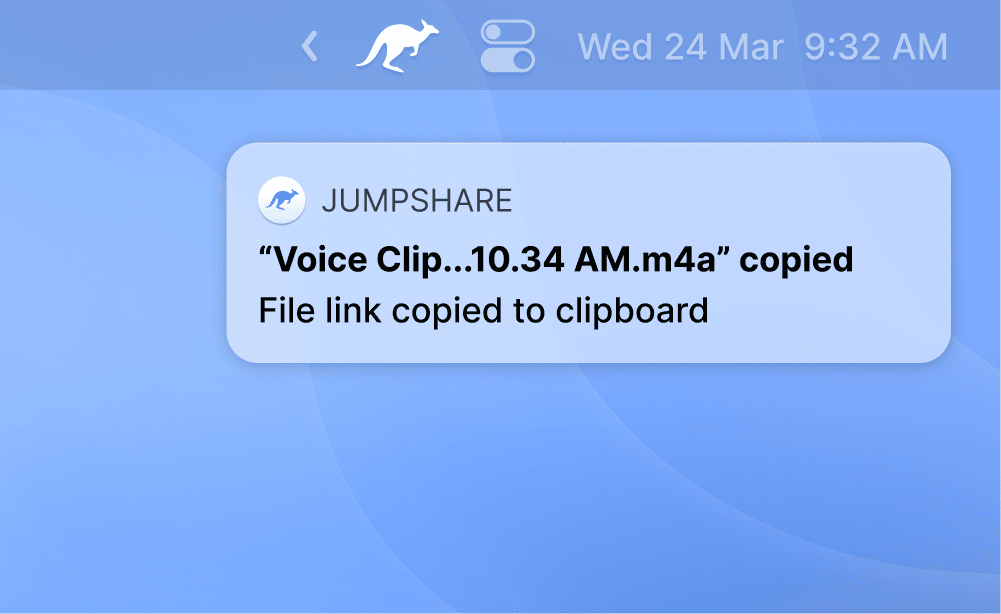 Wed 24 Mar 9:32 AM
JUMPSHARE
“Voice Clip...10.34 AM.m4a” copied
File link copied to clipboard